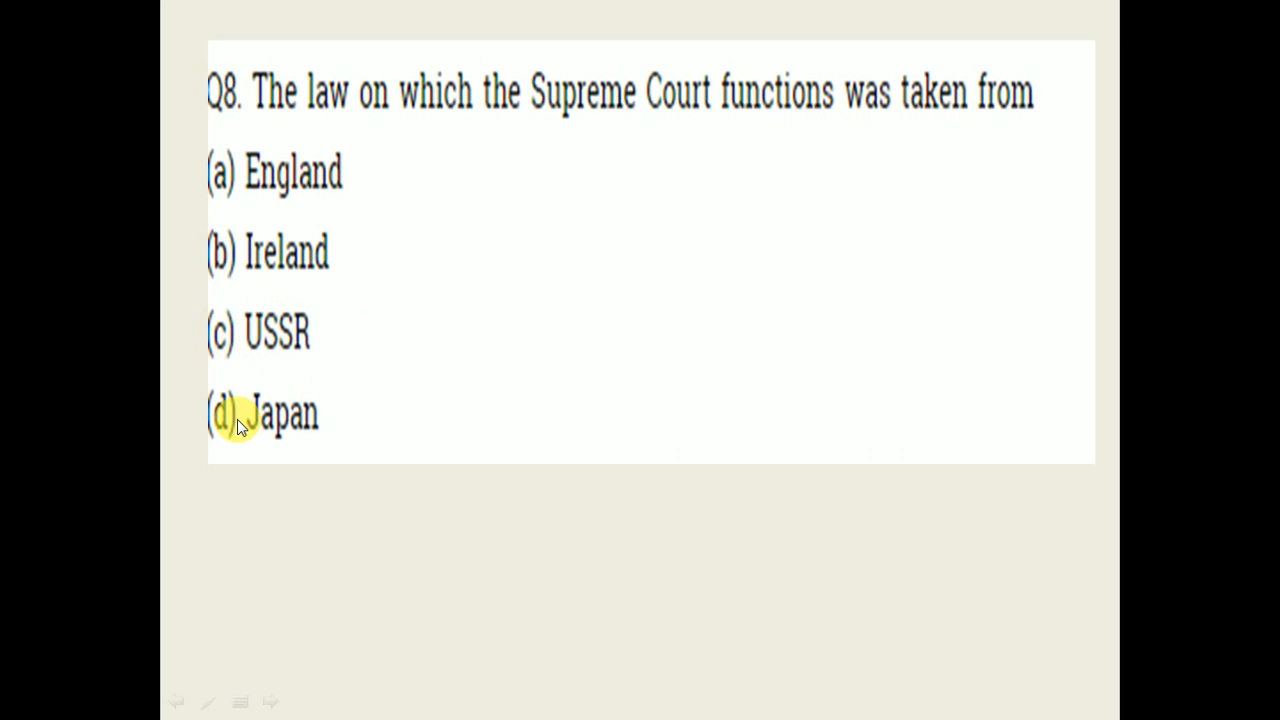 Q8. The law on which the Supreme Court functions was taken from
(a) England
(b) Ireland
(c) USSR
(d) Japan